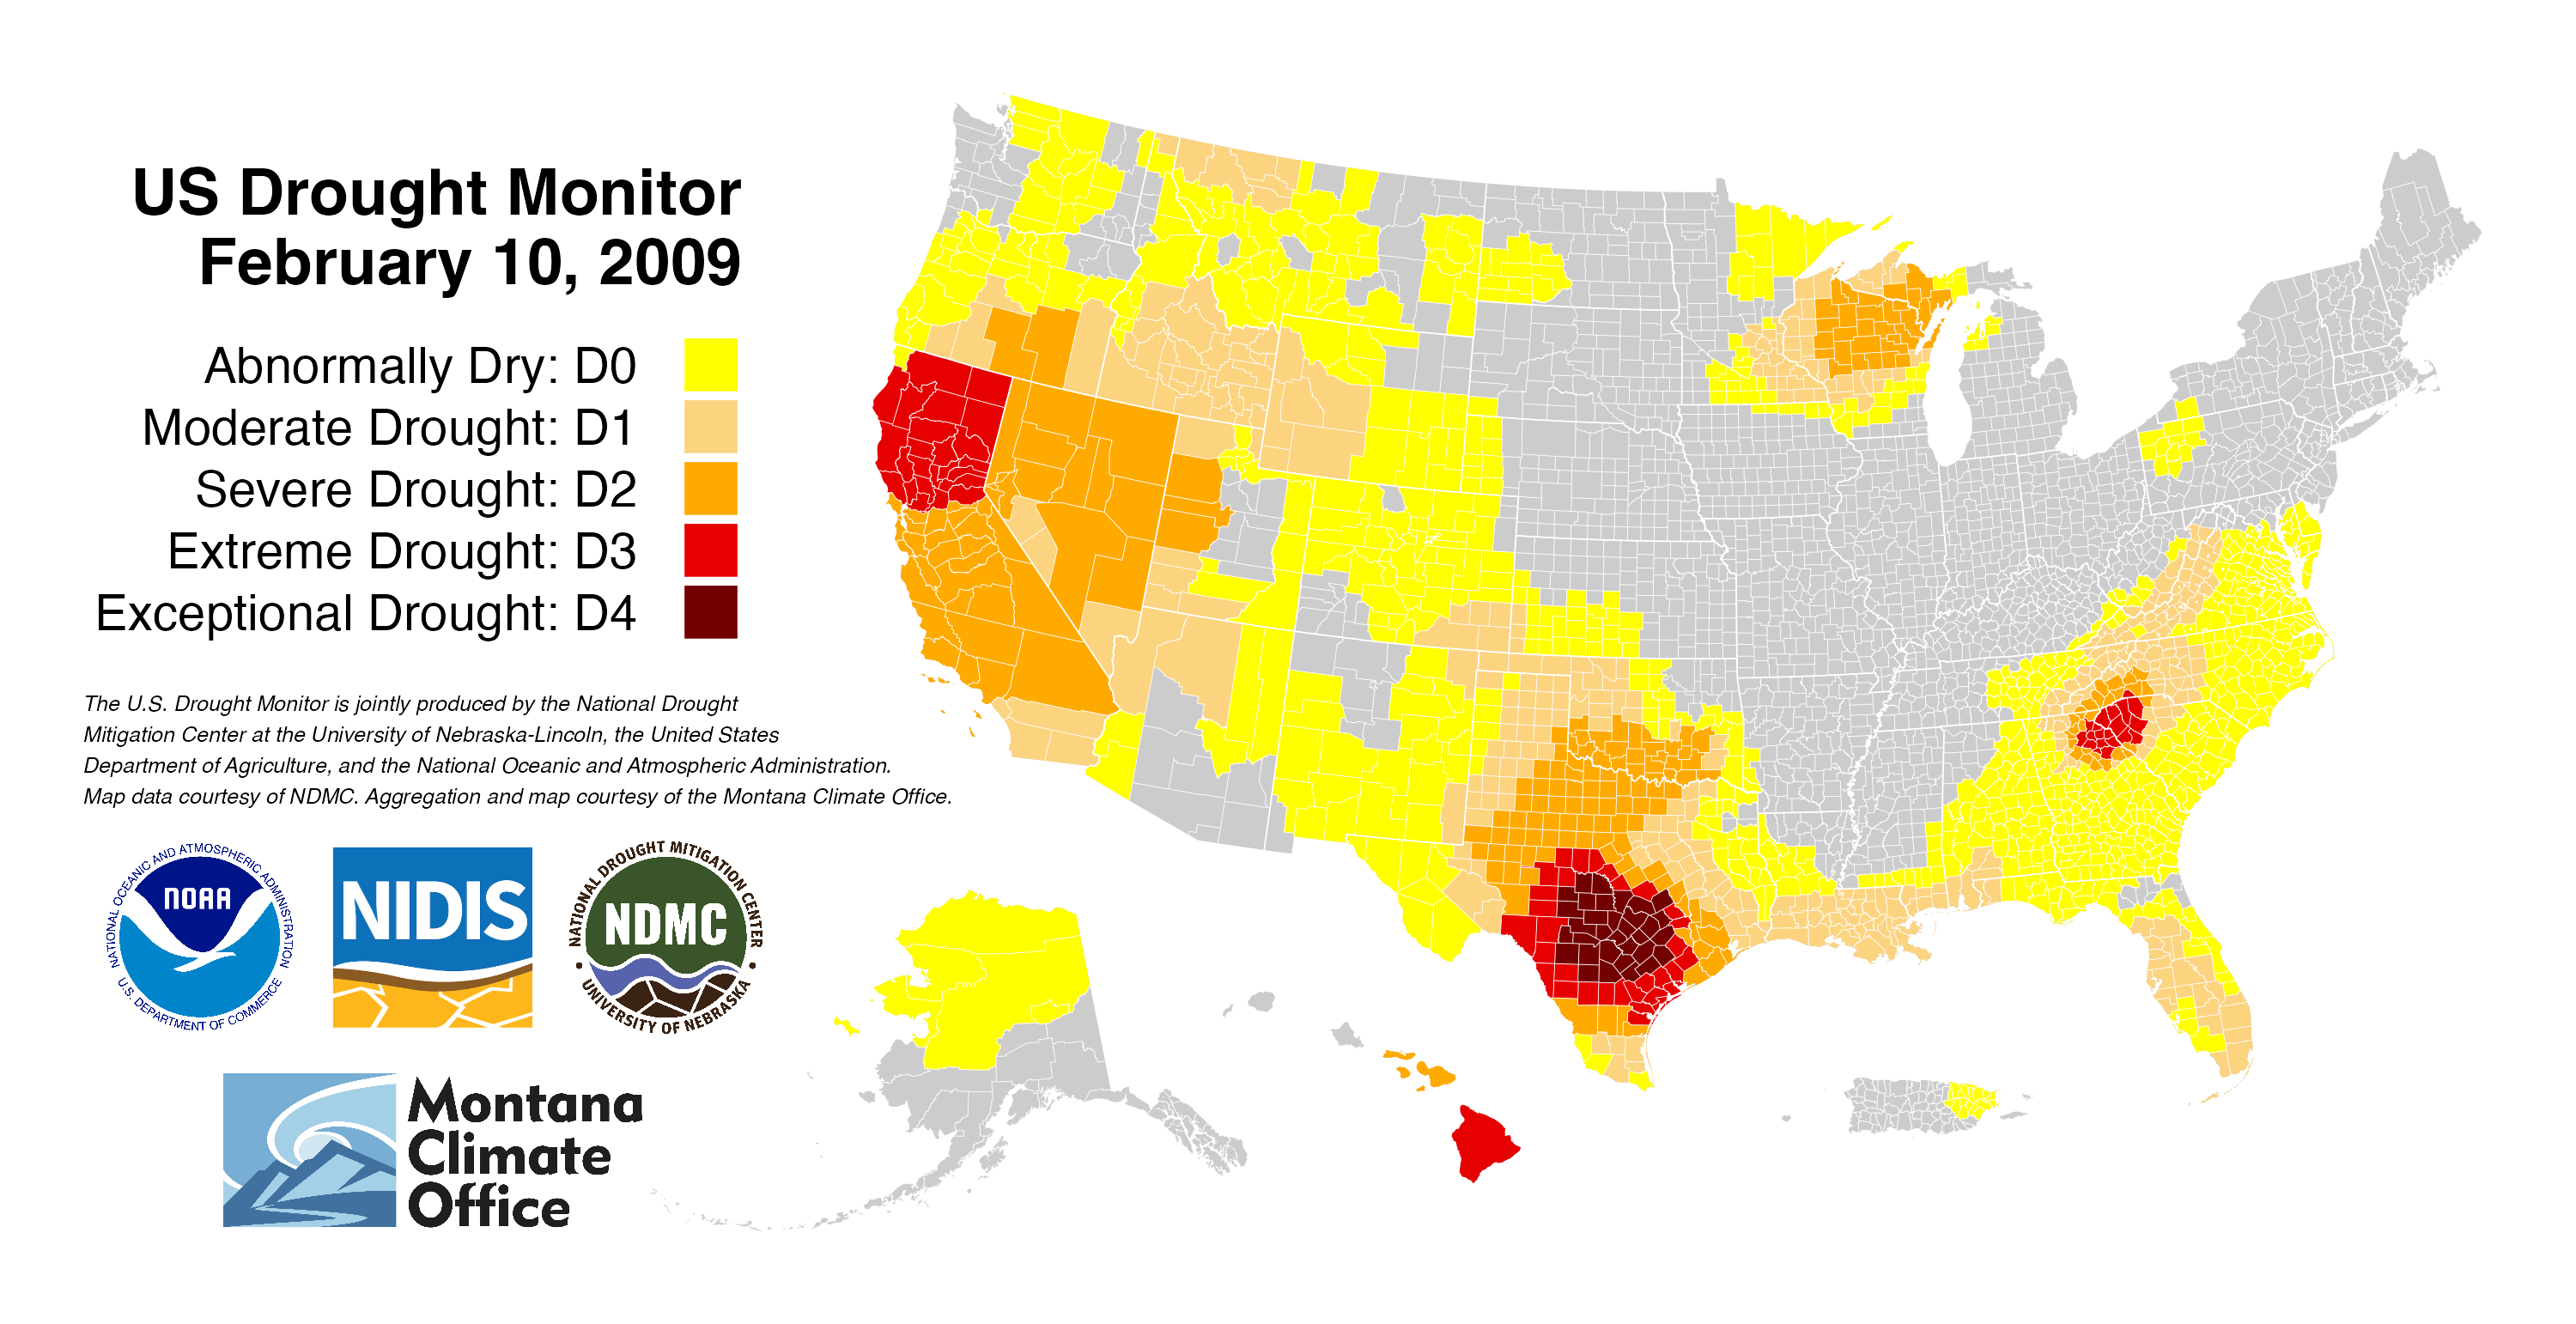 US Drought Monitor
February 10, 2009
Abnormally Dry: D0
Moderate Drought: D1
Severe Drought: D2
Extreme Drought: D3
Exceptional Drought: D4
The U.S. Drought Monitor is jointly produced by the National Drought
Mitigation Center at the University of Nebraska-Lincoln, the United States
Department of Agriculture, and the National Oceanic and Atmospheric Administration.
Map data courtesy of NDMC. Aggregation and map courtesy of the Montana Climate Office.
NATIONAL OCEANIC AND ATMOSPHERIC ADMINISTRATION
NOAA
U.S. DEPARTMENT OF COMMERCE
NIDIS
NATIONAL DROUGHT MITIGATION CENTER
NDMC
UNIVERSITY OF NEBRASKA
Montana
Climate
Office